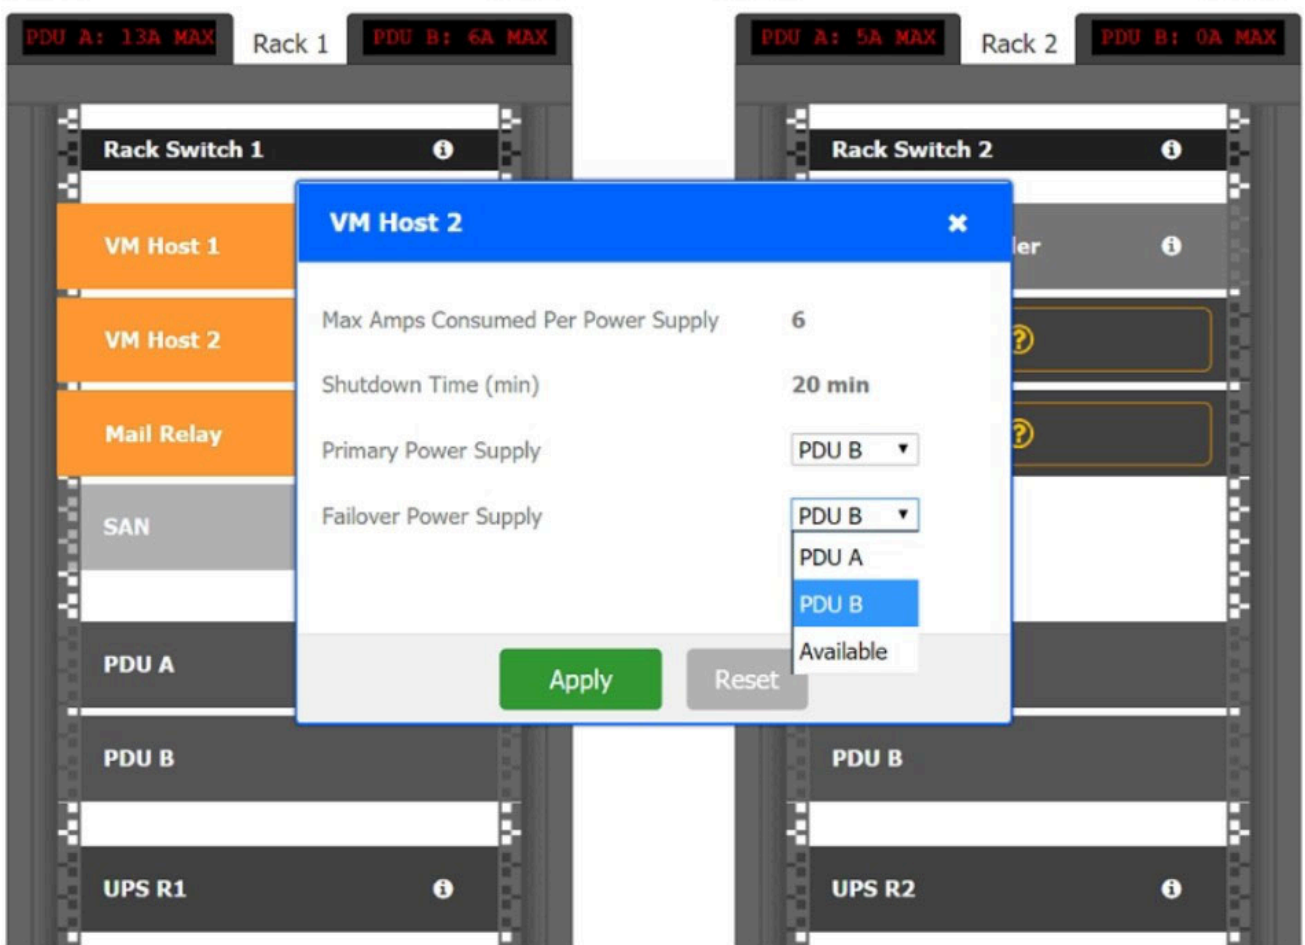 PDU A: 13A MAX
Rack 1
PDU B: 6A MAX
PDU A: 5A MAX
Rack 2
PDU B: 0A MAX
Rack Switch 1
Rack Switch 2
VM Host 2
VM Host 1
ler
Max Amps Consumed Per Power Supply 6
VM Host 2
Shutdown Time (min) 20 min
Mail Relay
Primary Power Supply PDU B
SAN
Failover Power Supply PDU B
PDU A
PDU B
Available
PDU A
Apply
Reset
PDU B
PDU B
UPS R1
UPS R2